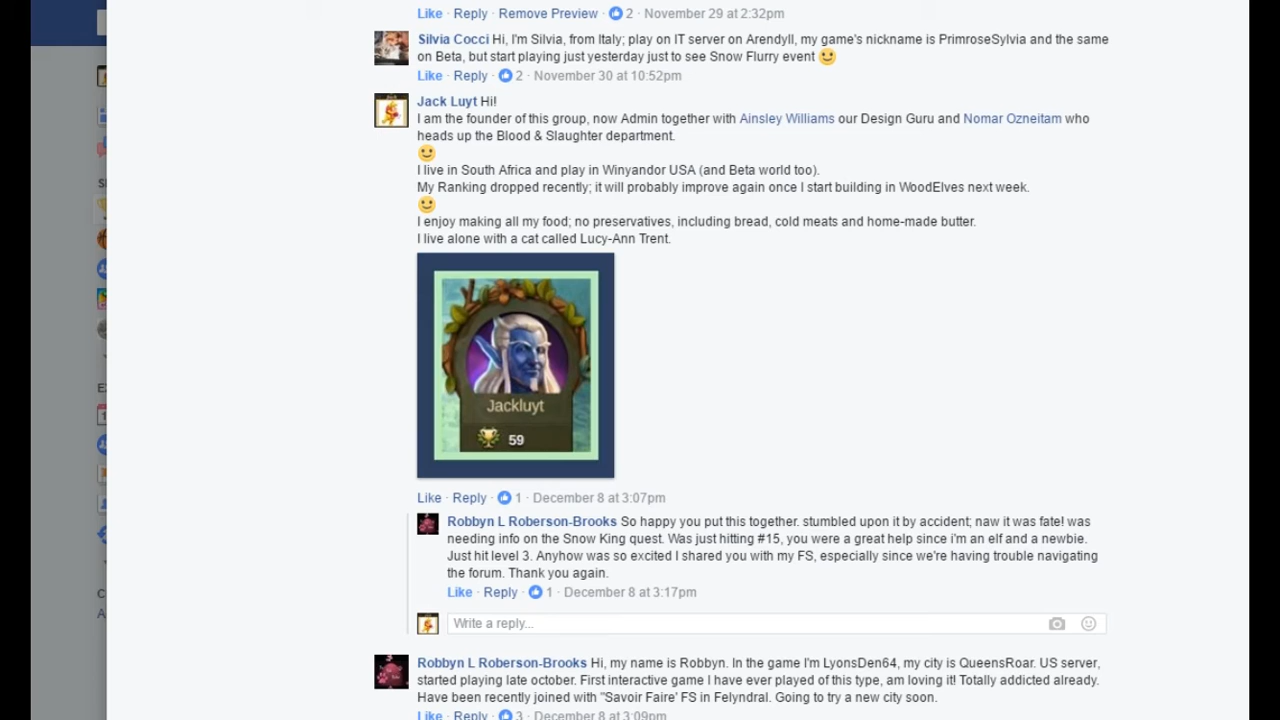 Like · Reply · Remove Preview · 2 · November 29 at 2:32pm
Silvia Cocci Hi, I'm Silvia, from Italy; play on IT server on Arendyll, my game's nickname is PrimroseSylvia and the same
on Beta, but start playing just yesterday just to see Snow Flurry event
Like · Reply · 2 · November 30 at 10:52pm
Jack Luyt Hi!
I am the founder of this group, now Admin together with Ainsley Williams our Design Guru and Nomar Ozneitam who
heads up the Blood & Slaughter department.
I live in South Africa and play in Winyandor USA (and Beta world too).
My Ranking dropped recently; it will probably improve again once I start building in WoodElves next week.
I enjoy making all my food; no preservatives, including bread, cold meats and home-made butter.
I live alone with a cat called Lucy-Ann Trent.
Jackluyt
59
Like · Reply · 1 · December 8 at 3:07pm
Robbyn L Roberson-Brooks So happy you put this together. stumbled upon it by accident; naw it was fate! was
needing info on the Snow King quest. Was just hitting #15, you were a great help since i'm an elf and a newbie.
Just hit level 3. Anyhow was so excited I shared you with my FS, especially since we're having trouble navigating
the forum. Thank you again.
Like · Reply · 1 · December 8 at 3:17pm
Write a reply...
Robbyn L Roberson-Brooks Hi, my name is Robbyn. In the game I'm LyonsDen64, my city is QueensRoar. US server,
started playing late october. First interactive game I have ever played of this type, am loving it! Totally addicted already.
Have been recently joined with "Savoir Faire' FS in Felyndral. Going to try a new city soon.
Like · Reply · 3 · December 8 at 3:09pm